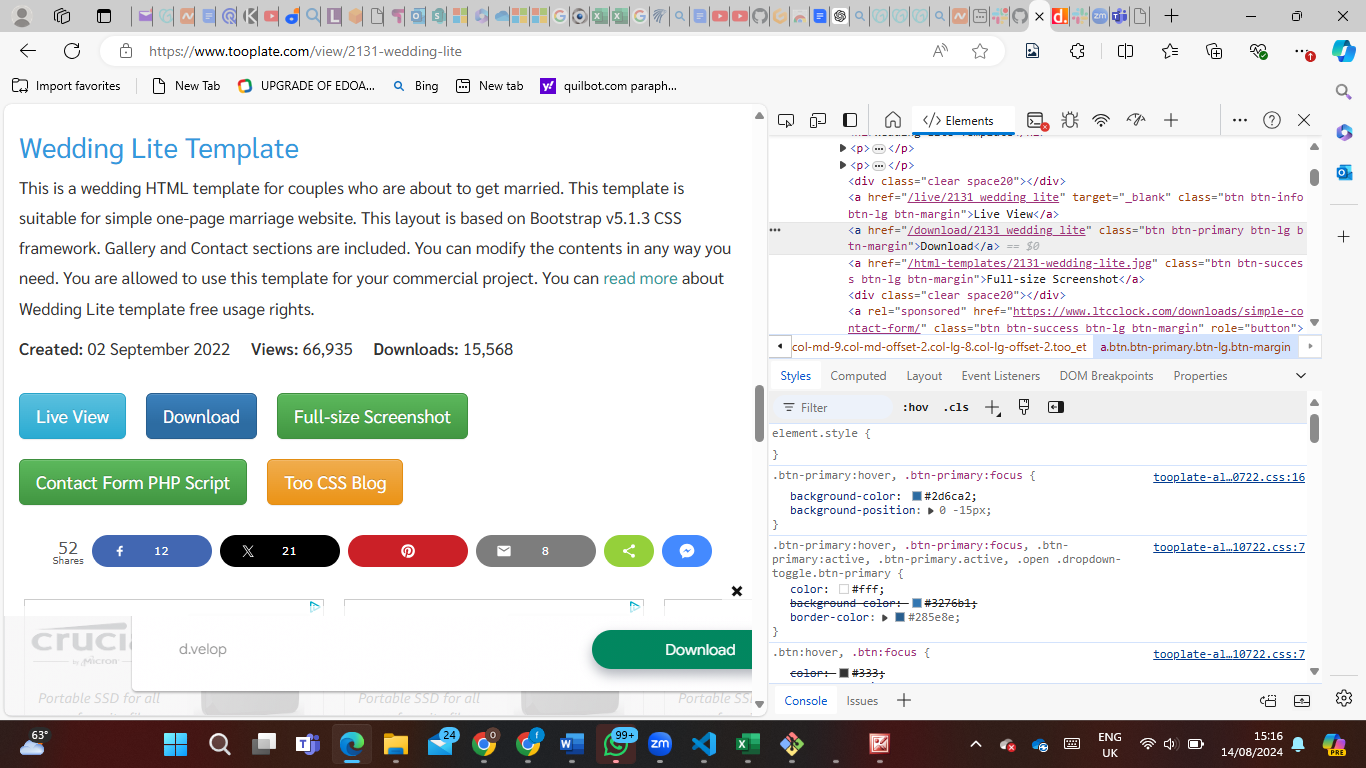 https://www.tooplate.com/view/2131-wedding-lite
Import favorites
New Tab
UPGRADE OF EDOA...
Bing
New tab
quilbot.com paraph...
Wedding Lite Template
This is a wedding HTML template for couples who are about to get married. This template is
suitable for simple one-page marriage website. This layout is based on Bootstrap v5.1.3 CSS
framework. Gallery and Contact sections are included. You can modify the contents in any way you
need. You are allowed to use this template for your commercial project. You can read more about
Wedding Lite template free usage rights.
Created: 02 September 2022 Views: 66,935 Downloads: 15,568
Live View Download Full-size Screenshot
Contact Form PHP Script Too CSS Blog
52
Shares
12
21
8
crucia
by Micron
d.velop
Download
Portable SSD for all
Portable SSD for all
Portable SSD for
Elements
<p> ... </p>
<p> ... </p>
<div class="clear space20"></div>
<a href="/live/2131_wedding_lite" target="_blank" class="btn btn-info
btn-lg btn-margin">Live View</a>
<a href="/download/2131_wedding_lite" class="btn btn-primary btn-lg b
tn-margin">Download</a> == $0
<a href="/html-templates/2131-wedding-lite.jpg" class="btn btn-succes
s btn-lg btn-margin">Full-size Screenshot</a>
<div class="clear space20"></div>
<a rel="sponsored" href="https://www.ltcclock.com/downloads/simple-co
ntact-form/" class="btn btn-success btn-lg btn-margin" role="button">
col-md-9.col-md-offset-2.col-lg-8.col-lg-offset-2.too_et
a.btn.btn-primary.btn-lg.btn-margin
Styles Computed Layout Event Listeners DOM Breakpoints Properties
Filter :hov .cls
element.style {
}
.btn-primary:hover, .btn-primary:focus { tooplate-al…0722.css:16
background-color: #2d6ca2;
background-position: 0 -15px;
}
.btn-primary:hover, .btn-primary:focus, .btn- tooplate-al…10722.css:7
primary:active, .btn-primary.active, .open .dropdown-
toggle.btn-primary {
color: #fff;
background-color: #3276b1;
border-color: #285e8e;
}
.btn:hover, .btn:focus { tooplate-al…10722.css:7
color: #333;
Console Issues
63°
24
0
f
99+
ENG
UK
15:16
14/08/2024
PRE